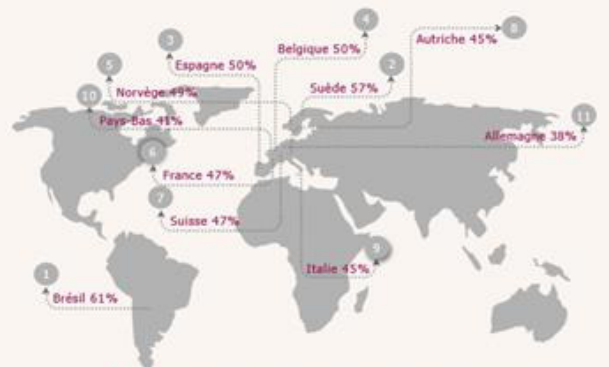 4
3
8
Belgique 50%
Autriche 45%
5
Espagne 50%
2
10
Norvège 49%
Suède 57%
11
Pays-Bas 41%
Allemagne 38%
6
France 47%
7
Suisse 47%
9
1
Italie 45%
Brésil 61%